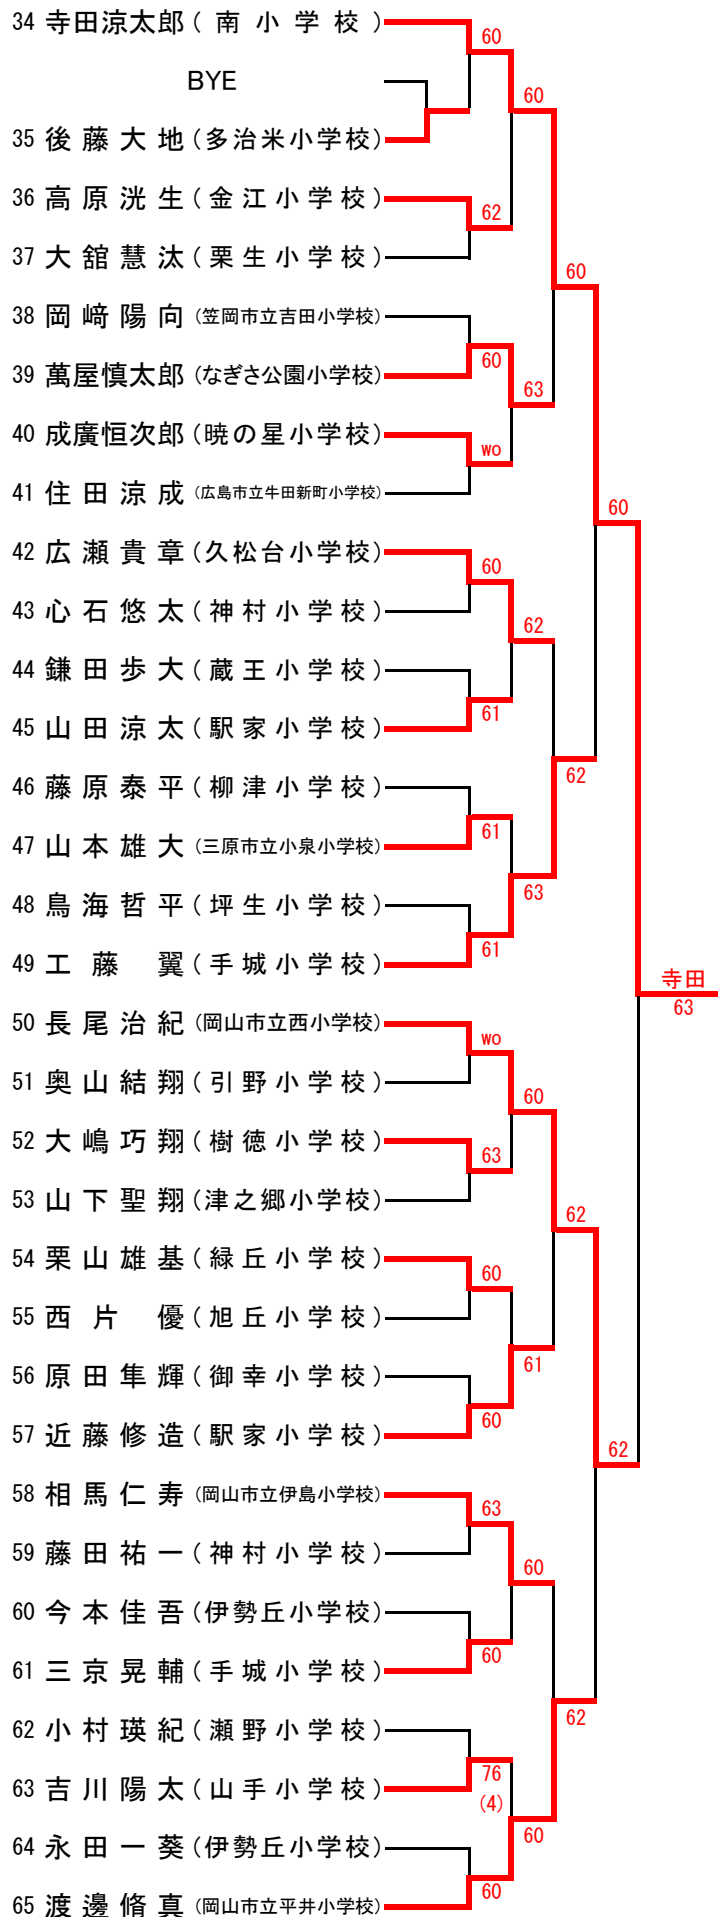 34 寺田涼太郎 ( 南小学校 )
60
BYE
60
35 後藤大地 (多治米小学校)
36 高原洸生 (金江小学校)
62
37 大舘慧汰 (栗生小学校)
60
38 岡﨑陽向 (笠岡市立吉田小学校)
60
39 萬屋慎太郎 (なぎさ公園小学校)
63
40 成廣恒次郎 (暁の星小学校)
wo
41 住田涼成 (広島市立牛田新町小学校)
60
42 広瀬貴章 (久松台小学校)
60
43 心石悠太 (神村小学校)
62
44 鎌田歩大 (蔵王小学校)
61
45 山田涼太 (駅家小学校)
62
46 藤原泰平 (柳津小学校)
61
47 山本雄大 (三原市立小泉小学校)
63
48 鳥海哲平 (坪生小学校)
61
49 工藤翼 (手城小学校)
寺田
63
50 長尾治紀 (岡山市立西小学校)
wo
51 奥山結翔 (引野小学校)
60
52 大嶋巧翔 (樹徳小学校)
63
53 山下聖翔 (津之郷小学校)
62
54 栗山雄基 (緑丘小学校)
60
55 西片優 (旭丘小学校)
61
56 原田隼輝 (御幸小学校)
60
57 近藤修造 (駅家小学校)
62
58 相馬仁寿 (岡山市立伊島小学校)
63
59 藤田祐一 (神村小学校)
60
60 今本佳吾 (伊勢丘小学校)
60
61 三京晃輔 (手城小学校)
62
62 小村瑛紀 (瀬野小学校)
76
(4)
63 吉川陽太 (山手小学校)
60
64 永田一葵 (伊勢丘小学校)
60
65 渡邊脩真 (岡山市立平井小学校)